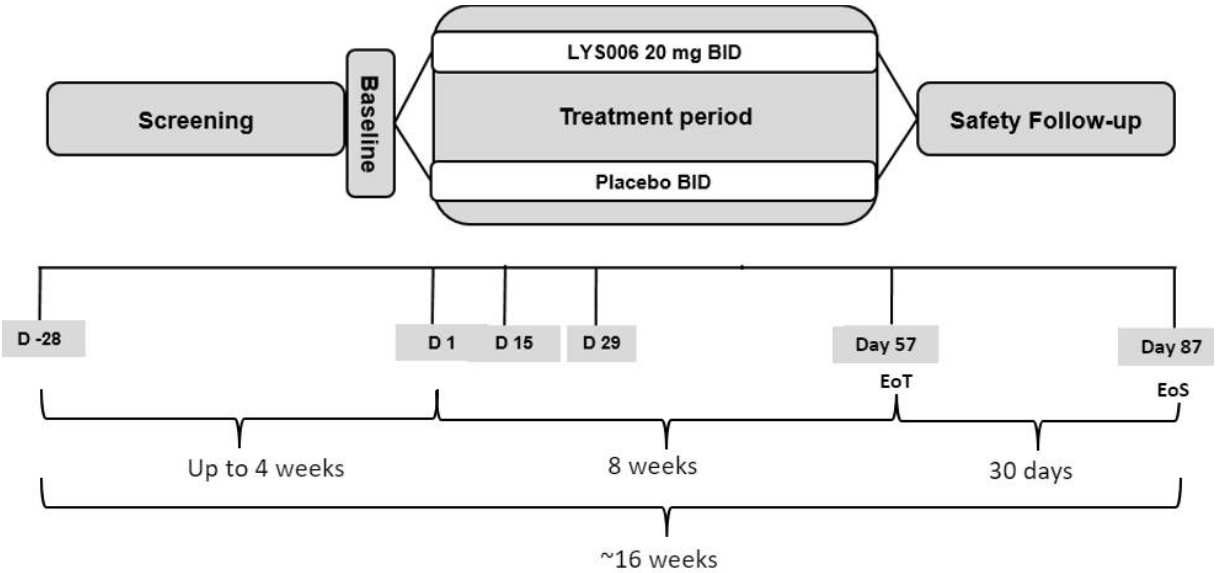 LYS006 20 mg BID
Screening
Baseline
Treatment period
Safety Follow-up
Placebo BID
D -28
D 1
D 15
D 29
Day 57
Day 87
EoT
EoS
Up to 4 weeks
8 weeks
30 days
~16 weeks